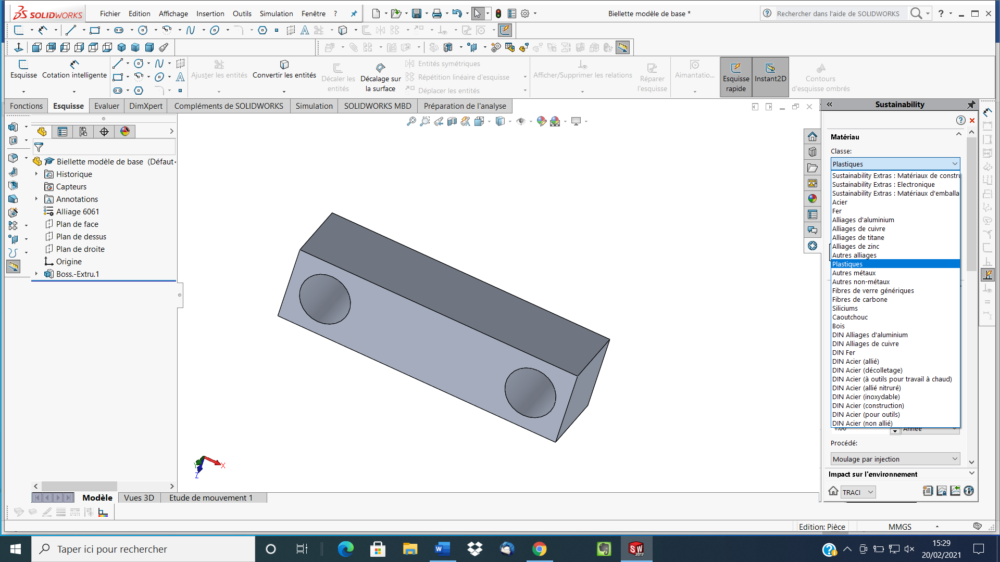 SOLIDWORKS
Fichier Edition Affichage Insertion Outils Simulation Fenêtre ?
Biellette modèle de base *
Rechercher dans l'aide de SOLIDWORKS
?
Esquisse
Cotation intelligente
Ajuster les entités
Convertir les entités
Décaler les entités
Décalage sur la surface
Entités symétriques
Répétition linéaire d'esquisse
Déplacer les entités
Afficher/Supprimer les relations
Réparer l'esquisse
Aimantatio...
Esquisse rapide
Instant2D
Contours d'esquisse ombrés
Fonctions Esquisse Evaluer DimXpert Compléments de SOLIDWORKS Simulation SOLIDWORKS MBD Préparation de l'analyse
Biellette modèle de base (Défaut<
Historique
Capteurs
Annotations
Alliage 6061
Plan de face
Plan de dessus
Plan de droite
Origine
Boss.-Extru.1
Y
X
Z
Sustainability
Matériau
Classe:
Plastiques
Sustainability Extras : Matériaux de constru
Sustainability Extras : Electronique
Sustainability Extras : Matériaux d'emballa
Acier
Fer
Alliages d'aluminium
Alliages de cuivre
Alliages de titane
Alliages de zinc
Autres alliages
Plastiques
Autres métaux
Autres non-métaux
Fibres de verre génériques
Fibres de carbone
Siliciums
Caoutchouc
Bois
DIN Alliages d'aluminium
DIN Alliages de cuivre
DIN Fer
DIN Acier (allié)
DIN Acier (décolletage)
DIN Acier (à outils pour travail à chaud)
DIN Acier (allié nitruré)
DIN Acier (inoxydable)
DIN Acier (construction)
DIN Acier (pour outils)
DIN Acier (non allié)
1.00 Année
Procédé:
Moulage par injection
Impact sur l'environnement
TRACI
Modèle Vues 3D Etude de mouvement 1
Edition: Pièce MMGS
Taper ici pour rechercher
SW
2017
15:29
20/02/2021